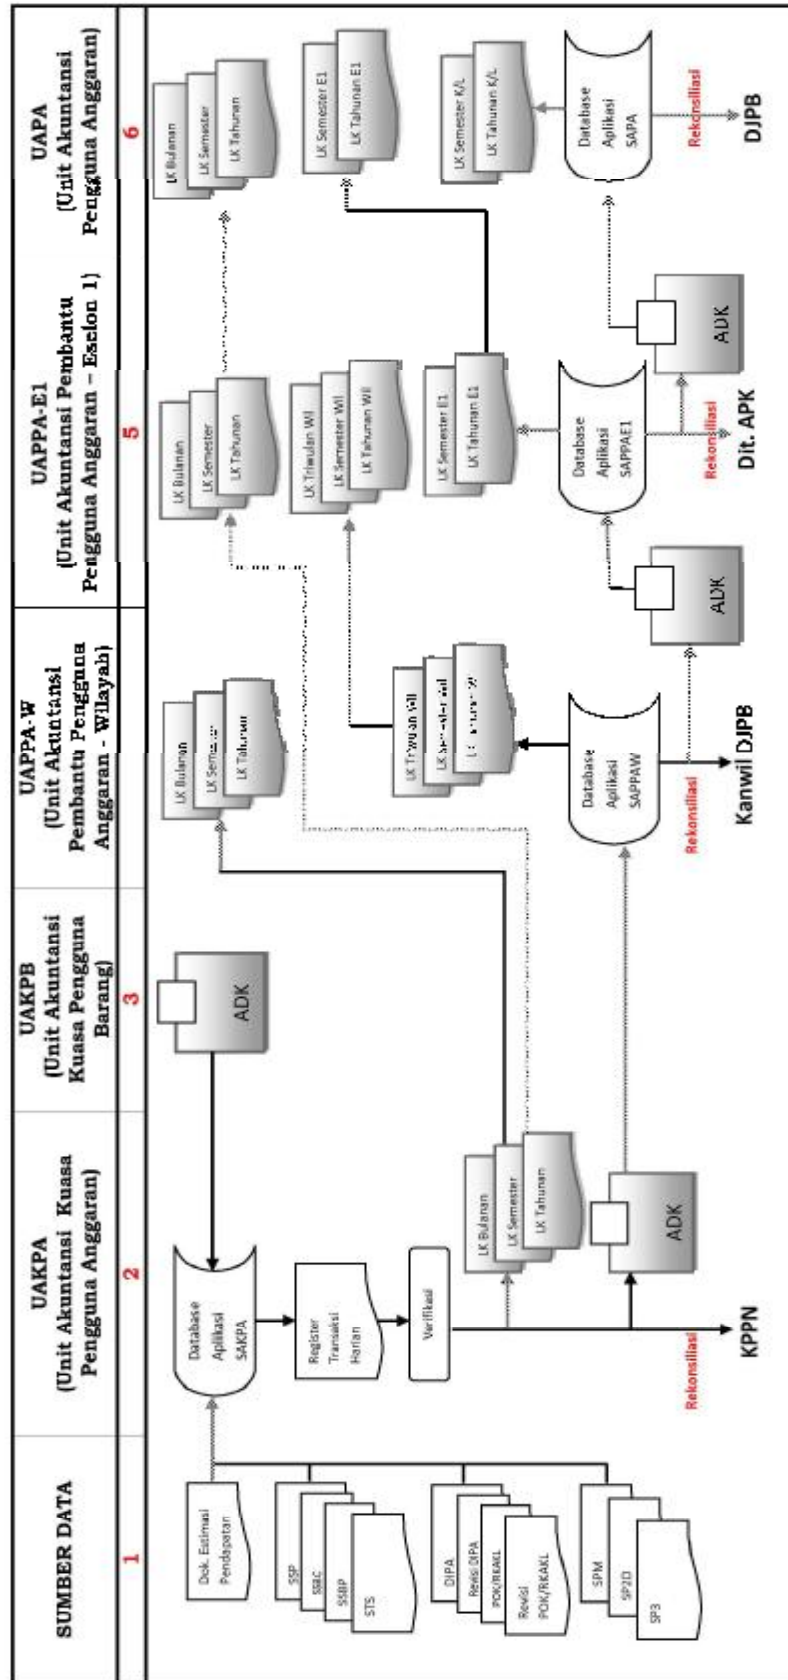 SUMBER DATA
1
Dok. Estimasi
Pendapatan
SSP
SSBC
SSBP
STS
DIPA
Revisi DIPA
POK/RKAKL
Revisi
POK/RKAKL
SPM
SP2D
SP3
UAKPA
(Unit Akuntansi Kuasa
Pengguna Anggaran)
2
Database
Aplikasi
SAKPA
Register
Transaksi
Harian
Verifikasi
LK Bulanan
LK Semester
LK Tahunan
ADK
Rekonsiliasi
KPPN
UAKPB
(Unit Akuntansi
Kuasa Pengguna
Barang)
3
ADK
UAPPA-W
(Unit Akuntansi
Pembantu Pengguna
Anggaran - Wilayah)
LK Bulanan
LK Semester
LK Tahunan
LK Triwulan Wil
Database
Aplikasi
SAPPAW
Rekonsiliasi
Kanwil DJPB
ADK
UAPPA-E1
(Unit Akuntansi Pembantu
Pengguna Anggaran – Eselon 1)
5
LK Bulanan
LK Semester
LK Tahunan
LK Triwulan Wil
LK Semester Wil
LK Tahunan Wil
LK Semester E1
LK Tahunan E1
Database
Aplikasi
SAPPAE1
Rekonsiliasi
Dit. APK
ADK
UAPA
(Unit Akuntansi
Pengguna Anggaran)
6
LK Bulanan
LK Semester
LK Tahunan
LK Semester E1
LK Tahunan E1
LK Semester K/L
LK Tahunan K/L
Database
Aplikasi
SAPA
Rekonsiliasi
DJPB